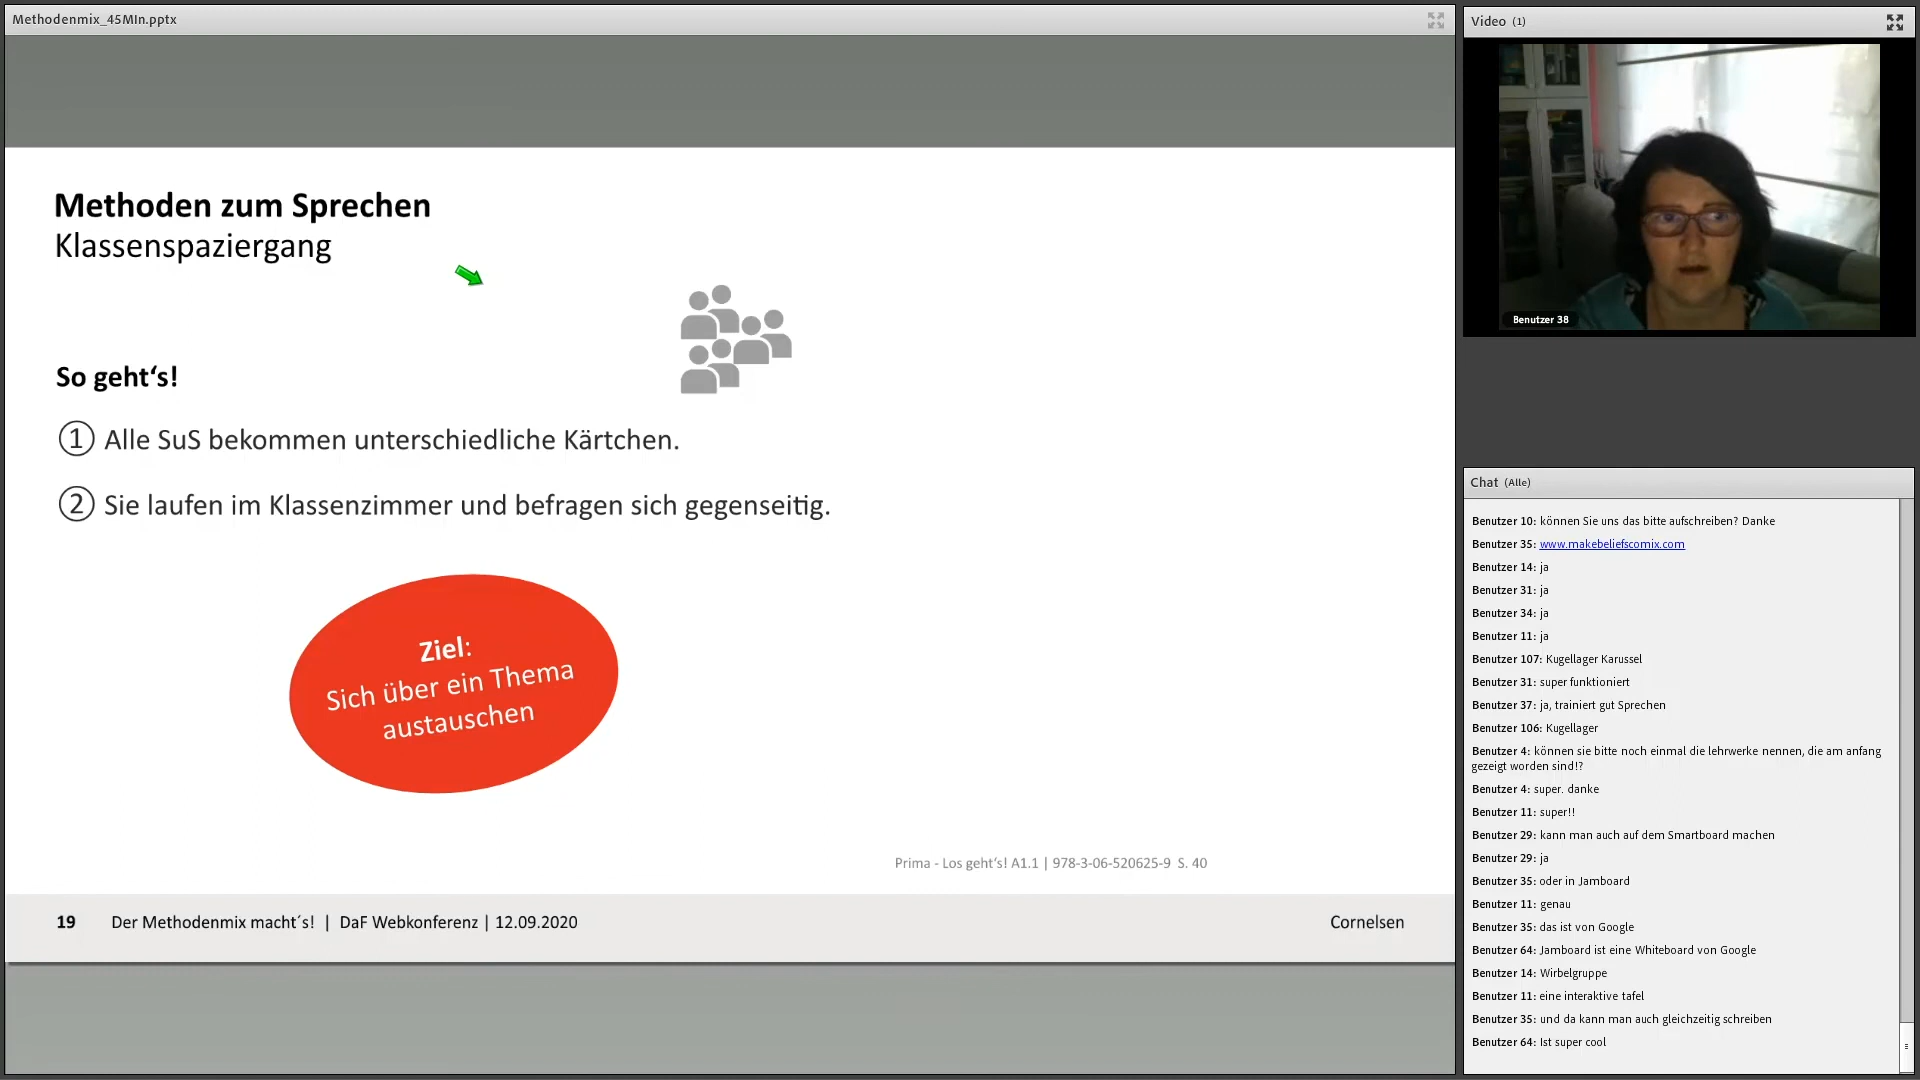 Methodenmix_45MIn.pptx
Methoden zum Sprechen
Klassenspaziergang
So geht‘s!
① Alle SuS bekommen unterschiedliche Kärtchen.
② Sie laufen im Klassenzimmer und befragen sich gegenseitig.
Ziel:
Sich über ein Thema
austauschen
Prima - Los geht‘s! A1.1 | 978-3-06-520625-9 S. 40
19 Der Methodenmix macht´s! | DaF Webkonferenz | 12.09.2020 Cornelsen
Video (1)
Benutzer 38
Chat (Alle)
Benutzer 10: können Sie uns das bitte aufschreiben? Danke
Benutzer 35: www.makebeliefscomix.com
Benutzer 14: ja
Benutzer 31: ja
Benutzer 34: ja
Benutzer 11: ja
Benutzer 107: Kugellager Karussel
Benutzer 31: super funktioniert
Benutzer 37: ja, trainiert gut Sprechen
Benutzer 106: Kugellager
Benutzer 4: können sie bitte noch einmal die lehrwerke nennen, die am anfang
gezeigt worden sind!?
Benutzer 4: super. danke
Benutzer 11: super!!
Benutzer 29: kann man auch auf dem Smartboard machen
Benutzer 29: ja
Benutzer 35: oder in Jamboard
Benutzer 11: genau
Benutzer 35: das ist von Google
Benutzer 64: Jamboard ist eine Whiteboard von Google
Benutzer 14: Wirbelgruppe
Benutzer 11: eine interaktive tafel
Benutzer 35: und da kann man auch gleichzeitig schreiben
Benutzer 64: Ist super cool